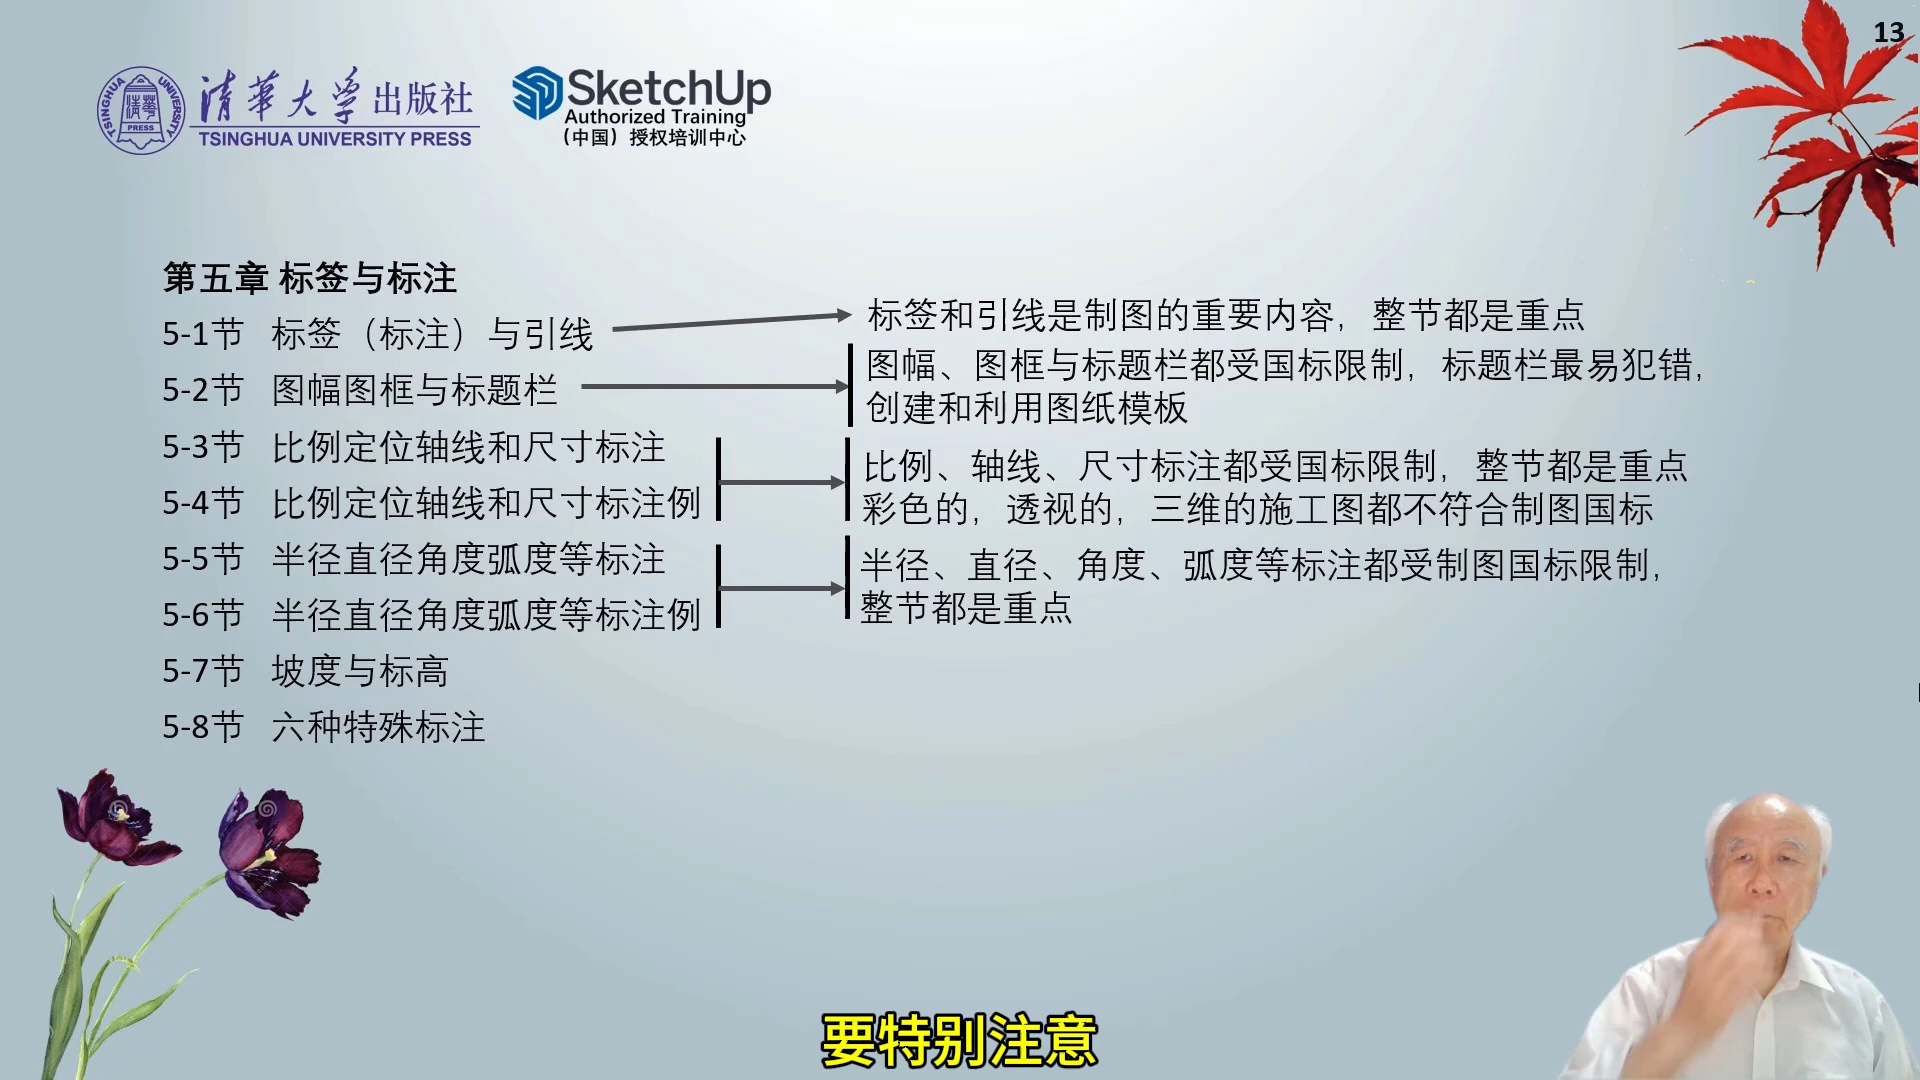 13
TSINGHUA UNIVERSITY
PRESS
清华大学出版社
TSINGHUA UNIVERSITY PRESS
SketchUp
Authorized Training
（中国）授权培训中心
第五章 标签与标注
5-1节 标签（标注）与引线
5-2节 图幅图框与标题栏
5-3节 比例定位轴线和尺寸标注
5-4节 比例定位轴线和尺寸标注例
5-5节 半径直径角度弧度等标注
5-6节 半径直径角度弧度等标注例
5-7节 坡度与标高
5-8节 六种特殊标注
标签和引线是制图的重要内容，整节都是重点
图幅、图框与标题栏都受国标限制，标题栏最易犯错，
创建和利用图纸模板
比例、轴线、尺寸标注都受国标限制，整节都是重点
彩色的，透视的，三维的施工图都不符合制图国标
半径、直径、角度、弧度等标注都受制图国标限制，
整节都是重点
要特别注意